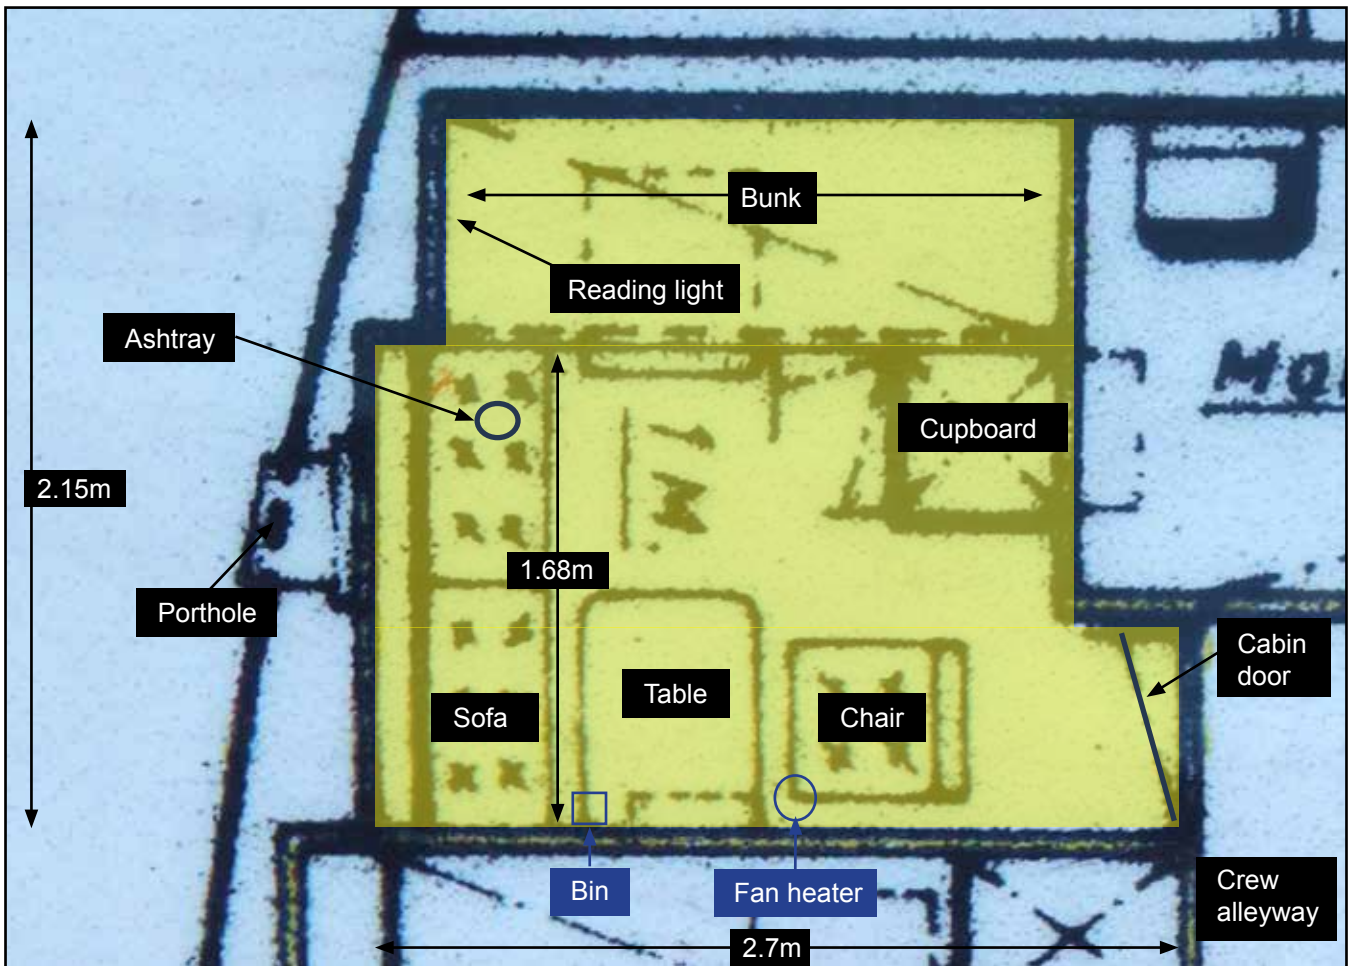 Bunk
Reading light
Ashtray
Cupboard
2.15m
1.68m
Porthole
Cabin
door
Sofa
Table
Chair
Bin
Fan heater
Crew
alleyway
2.7m